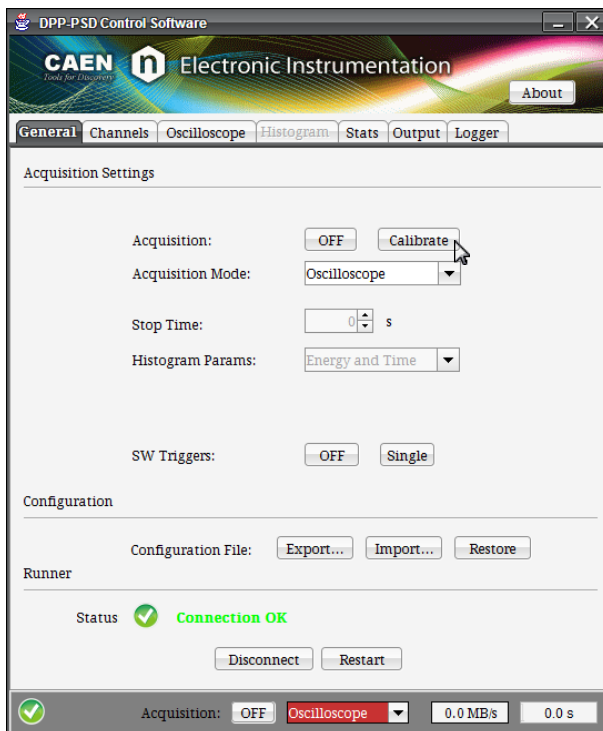 DPP-PSD Control Software
CAEN n Electronic Instrumentation
Tools for Discovery
About
General Channels Oscilloscope Histogram Stats Output Logger
Acquisition Settings
Acquisition: OFF Calibrate
Acquisition Mode: Oscilloscope
Stop Time: 0 s
Histogram Params: Energy and Time
SW Triggers: OFF Single
Configuration
Configuration File: Export... Import... Restore
Runner
Status Connection OK
Disconnect Restart
Acquisition: OFF Oscilloscope 0.0 MB/s 0.0 s